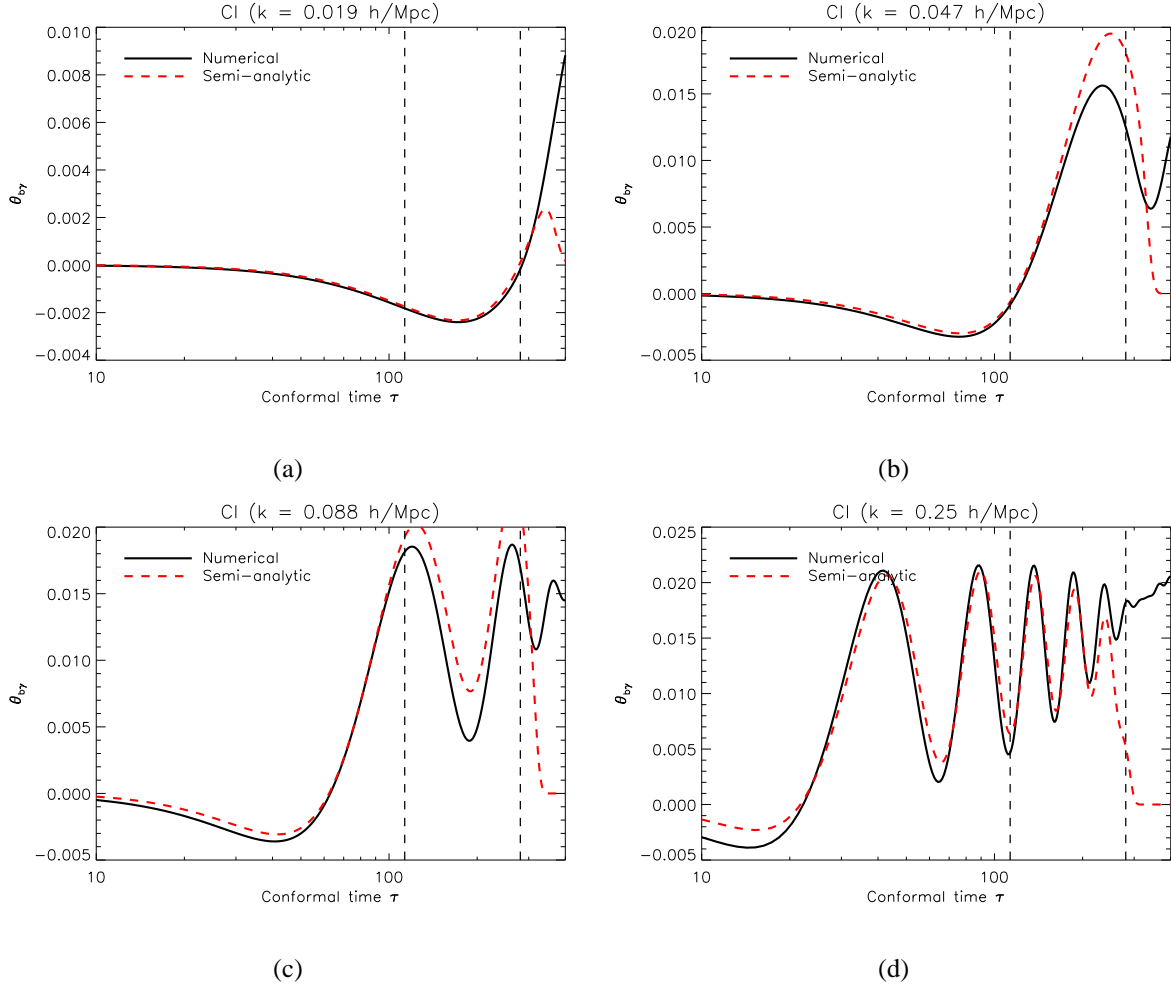 CI (k = 0.019 h/Mpc)
0.010
0.008
0.006
0.004
0.002
0.000
−0.002
−0.004
θbγ
Numerical
Semi−analytic
10
100
Conformal time τ
(a)
CI (k = 0.047 h/Mpc)
0.020
0.015
0.010
0.005
0.000
−0.005
θbγ
Numerical
Semi−analytic
10
100
Conformal time τ
(b)
CI (k = 0.088 h/Mpc)
0.020
0.015
0.010
0.005
0.000
−0.005
θbγ
Numerical
Semi−analytic
10
100
Conformal time τ
(c)
CI (k = 0.25 h/Mpc)
0.025
0.020
0.015
0.010
0.005
0.000
−0.005
θbγ
Numerical
Semi−analytic
10
100
Conformal time τ
(d)